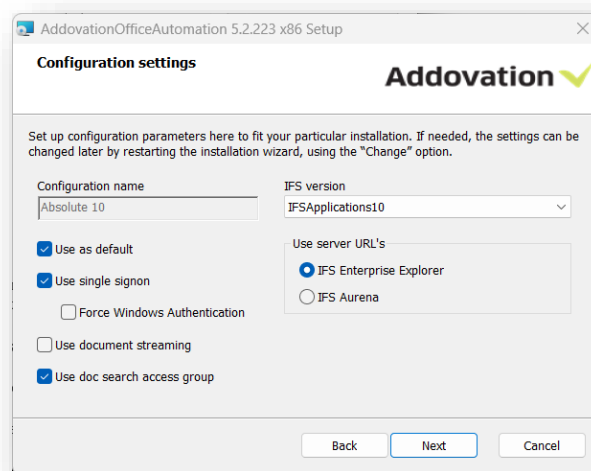 AddovationOfficeAutomation 5.2.223 x86 Setup
Configuration settings
Addovation
Set up configuration parameters here to fit your particular installation. If needed, the settings can be
changed later by restarting the installation wizard, using the “Change” option.
Configuration name
Absolute 10
IFS version
IFSApplications10
Use as default
Use single signon
Force Windows Authentication
Use document streaming
Use doc search access group
Use server URL's
IFS Enterprise Explorer
IFS Aurena
Back
Next
Cancel